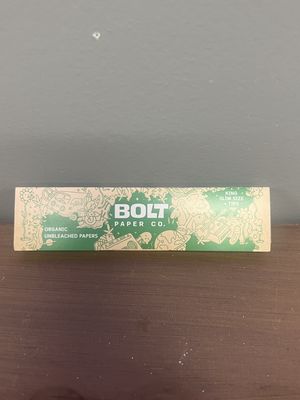 BOLT
PAPER CO.
ORGANIC
UNBLEACHED PAPERS
KING
SLIM SIZE
+ TIPS